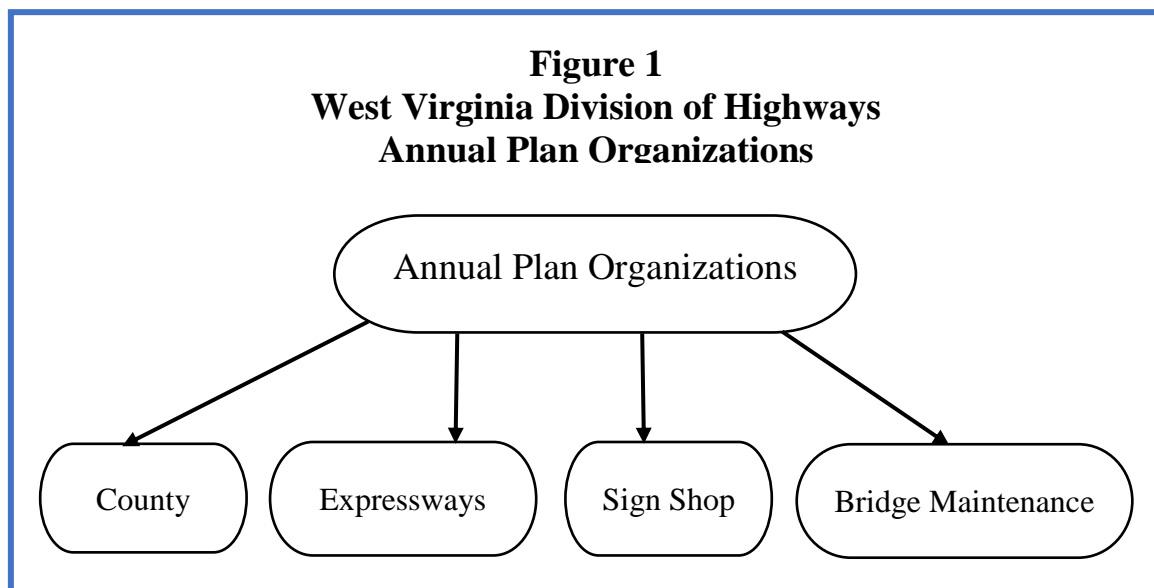 Figure 1
West Virginia Division of Highways
Annual Plan Organizations
Annual Plan Organizations
County
Expressways
Sign Shop
Bridge Maintenance